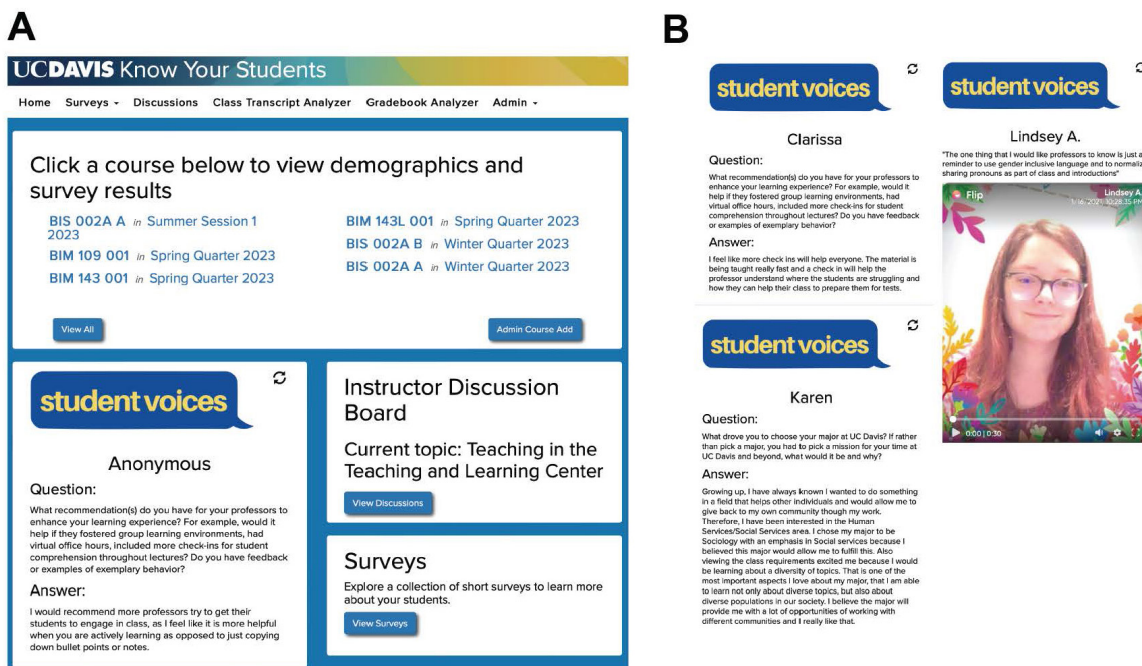 A
UCDAVIS Know Your Students
Home Surveys Discussions Class Transcript Analyzer Gradebook Analyzer Admin
Click a course below to view demographics and
survey results
BIS 002A A in Summer Session 1
2023
BIM 109 001 in Spring Quarter 2023
BIM 143 001 in Spring Quarter 2023
BIM 143L 001 in Spring Quarter 2023
BIS 002A B in Winter Quarter 2023
BIS 002A A in Winter Quarter 2023
View All
Admin Course Add
student voices
Anonymous
Question:
What recommendation(s) do you have for your professors to
enhance your learning experience? For example, would it
help if they fostered group learning environments, had
virtual office hours, included more check-ins for student
comprehension throughout lectures? Do you have feedback
or examples of exemplary behavior?
Answer:
I would recommend more professors try to get their
students to engage in class, as I feel like it is more helpful
when you are actively learning as opposed to just copying
down bullet points or notes.
Instructor Discussion
Board
Current topic: Teaching in the
Teaching and Learning Center
View Discussions
Surveys
Explore a collection of short surveys to learn more
about your students.
View Surveys
B
student voices
Clarissa
Question:
What recommendation(s) do you have for your professors to
enhance your learning experience? For example, would it
help if they fostered group learning environments, had
virtual office hours, included more check-ins for student
comprehension throughout lectures? Do you have feedback
or examples of exemplary behavior?
Answer:
I feel like more check ins will help everyone. The material is
being taught really fast and a check in will help the
professor understand where the students are struggling and
how they can help their class to prepare them for tests.
student voices
Karen
Question:
What drove you to choose your major at UC Davis? If rather
than pick a major, you had to pick a mission for your time at
UC Davis and beyond, what would it be and why?
Answer:
Growing up, I have always known I wanted to do something
in a field that helps other individuals and would allow me to
give back to my own community though my work.
Therefore, I have been interested in the Human
Services/Social Services area. I chose my major to be
Sociology with an emphasis in Social services because I
believed this major would allow me to fulfill this. Also
viewing the class requirements excited me because I would
be learning about a diversity of topics. That is one of the
most important aspects I love about my major, that I am able
to learn not only about diverse topics, but also about
diverse populations in our society. I believe the major will
provide me with a lot of opportunities of working with
different communities and I really like that.
student voices
Lindsey A.
"The one thing that I would like professors to know is just a
reminder to use gender inclusive language and to normaliz
sharing pronouns as part of class and introductions"
Flip
Lindsey A.
1/16/2021, 10:28:35 PM
0:00 | 0:30